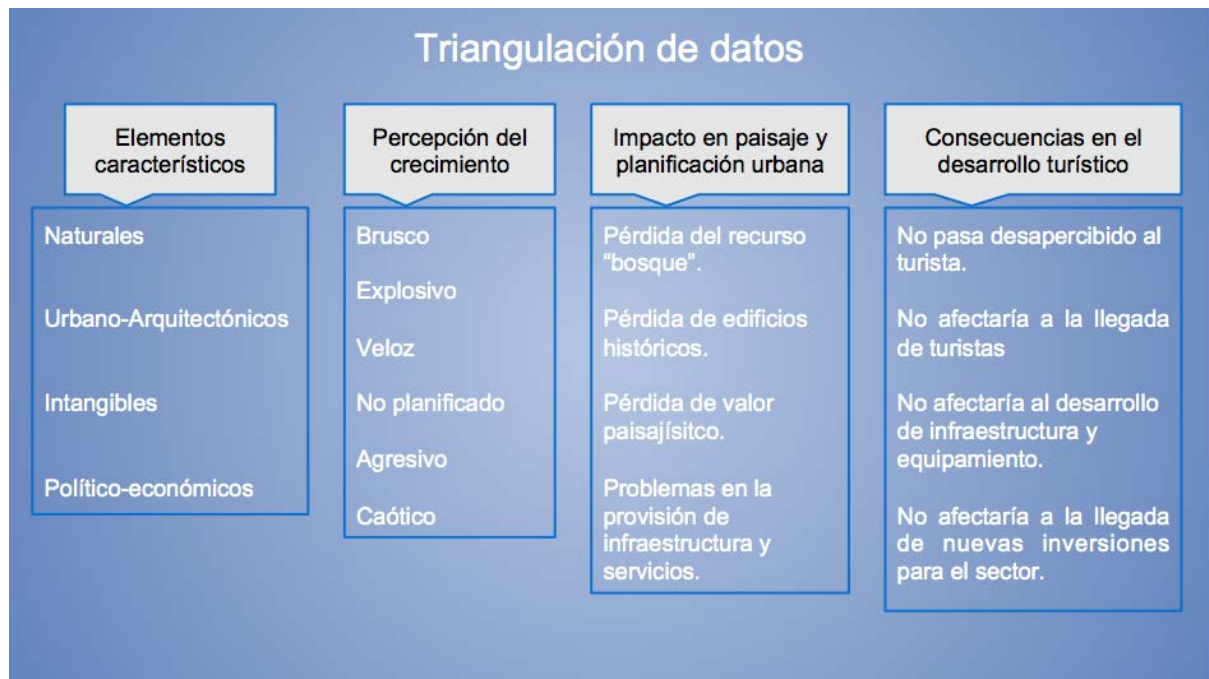 Triangulación de datos
Elementos
característicos
Naturales
Urbano-Arquitectónicos
Intangibles
Político-económicos
Percepción del
crecimiento
Brusco
Explosivo
Veloz
No planificado
Agresivo
Caótico
Impacto en paisaje y
planificación urbana
Pérdida del recurso
“bosque”.
Pérdida de edificios
históricos.
Pérdida de valor
paisajísitco.
Problemas en la
provisión de
infraestructura y
servicios.
Consecuencias en el
desarrollo turístico
No pasa desapercibido al
turista.
No afectaría a la llegada
de turistas
No afectaría al desarrollo
de infraestructura y
equipamiento.
No afectaría a la llegada
de nuevas inversiones
para el sector.